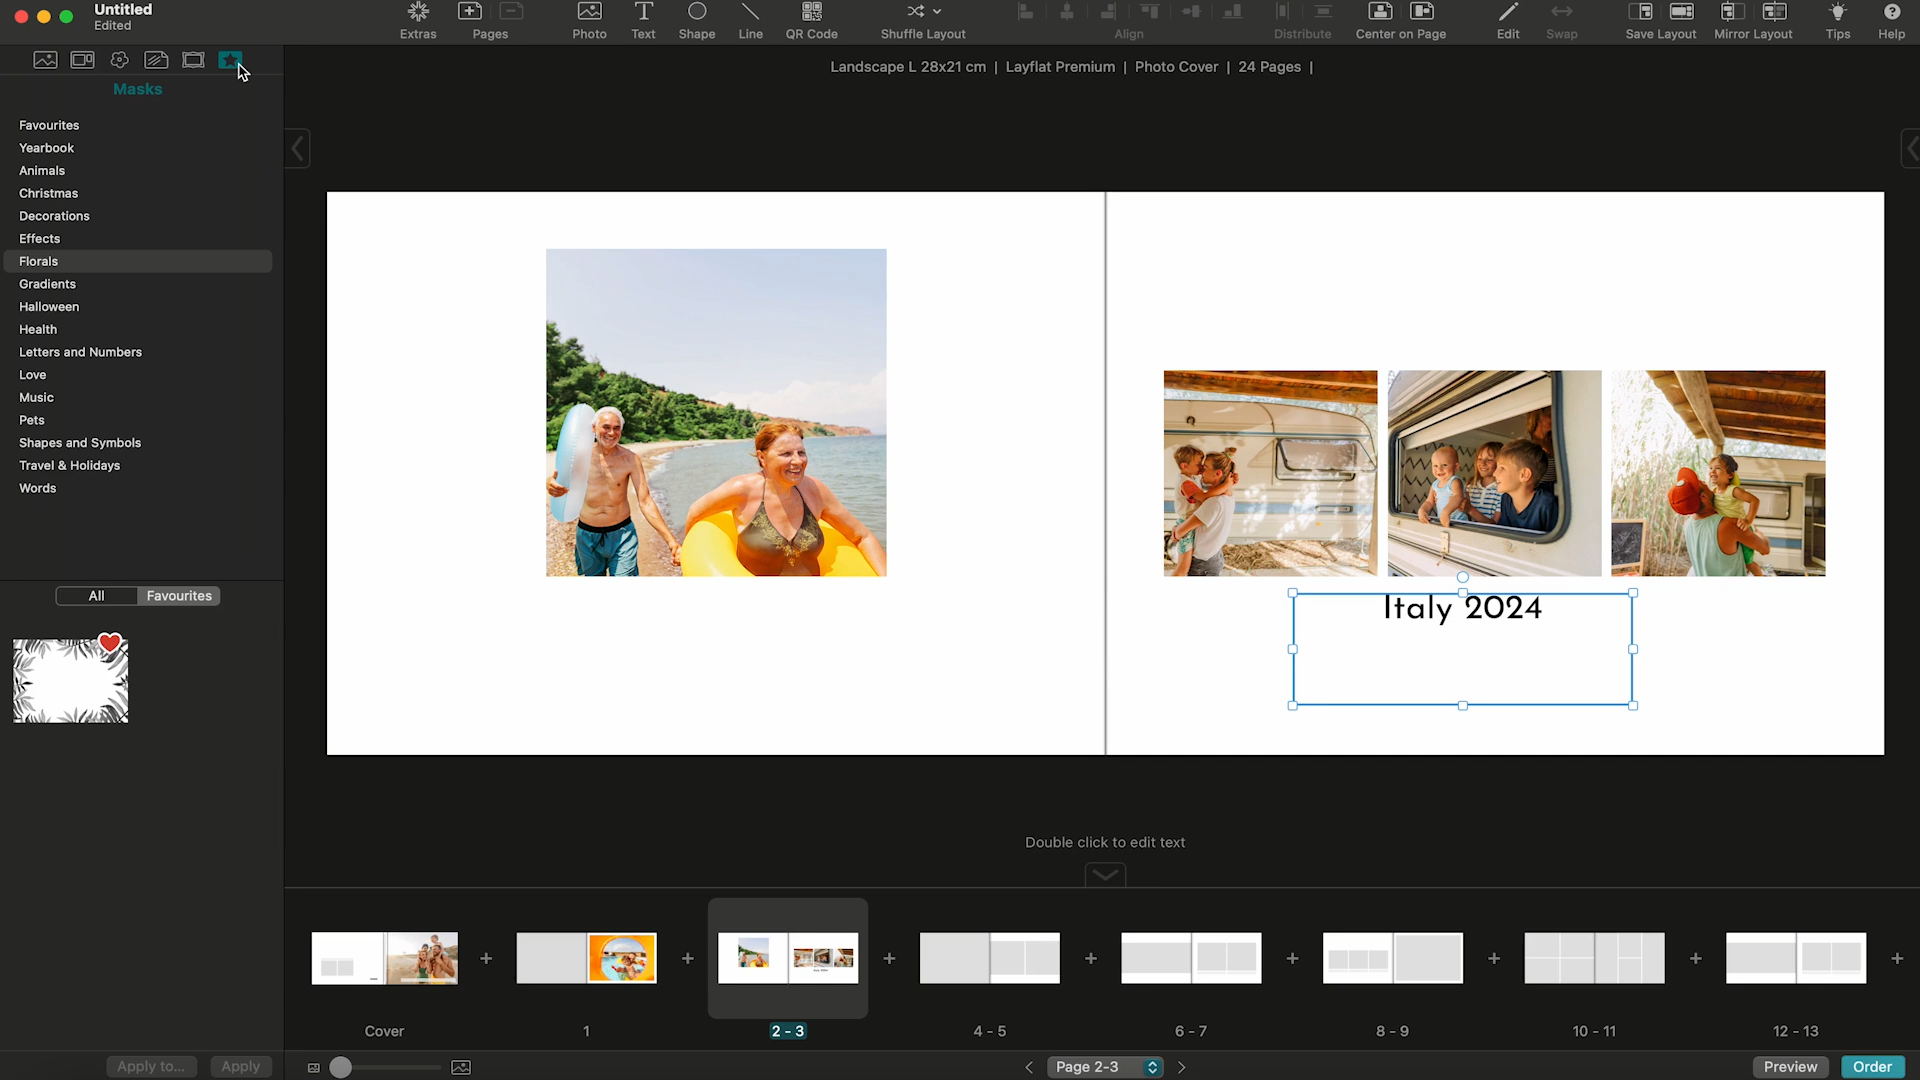 Untitled
Edited
Extras
Pages
Photo
Text
Shape
Line
QR Code
Shuffle Layout
Align
Distribute
Center on Page
Edit
Swap
Save Layout
Mirror Layout
Tips
Help
Landscape L 28x21 cm | Layflat Premium | Photo Cover | 24 Pages |
Masks
Favourites
Yearbook
Animals
Christmas
Decorations
Effects
Florals
Gradients
Halloween
Health
Letters and Numbers
Love
Music
Pets
Shapes and Symbols
Travel & Holidays
Words
All
Favourites
Italy 2024
Double click to edit text
Cover
1
2 - 3
4 - 5
6 - 7
8 - 9
10 - 11
12 - 13
Apply to...
Apply
Page 2-3
Preview
Order